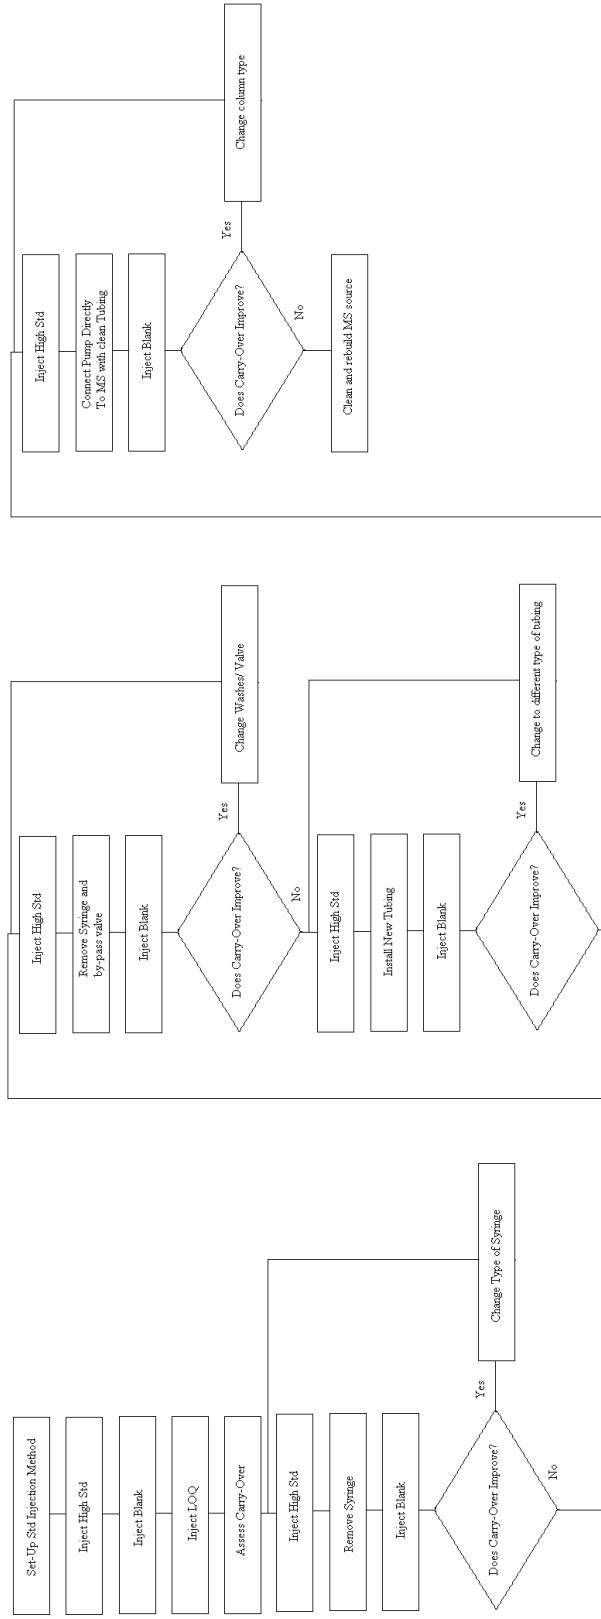 Set-Up Std Injection Method
Inject High Std
Inject Blank
Inject LOQ
Assess Carry-Over
Inject High Std
Remove Syringe
Inject Blank
Does Carry-Over Improve?
Yes
Change Type of Syringe
No
Inject High Std
Remove Syringe and
by-pass valve
Inject Blank
Does Carry-Over Improve?
Yes
Change Washes/ Valve
No
Inject High Std
Install New Tubing
Inject Blank
Does Carry-Over Improve?
Yes
Change to different type of tubing
Inject High Std
Connect Pump Directly
To MS with clean Tubing
Inject Blank
Does Carry-Over Improve?
Yes
Change column type
No
Clean and rebuild MS source